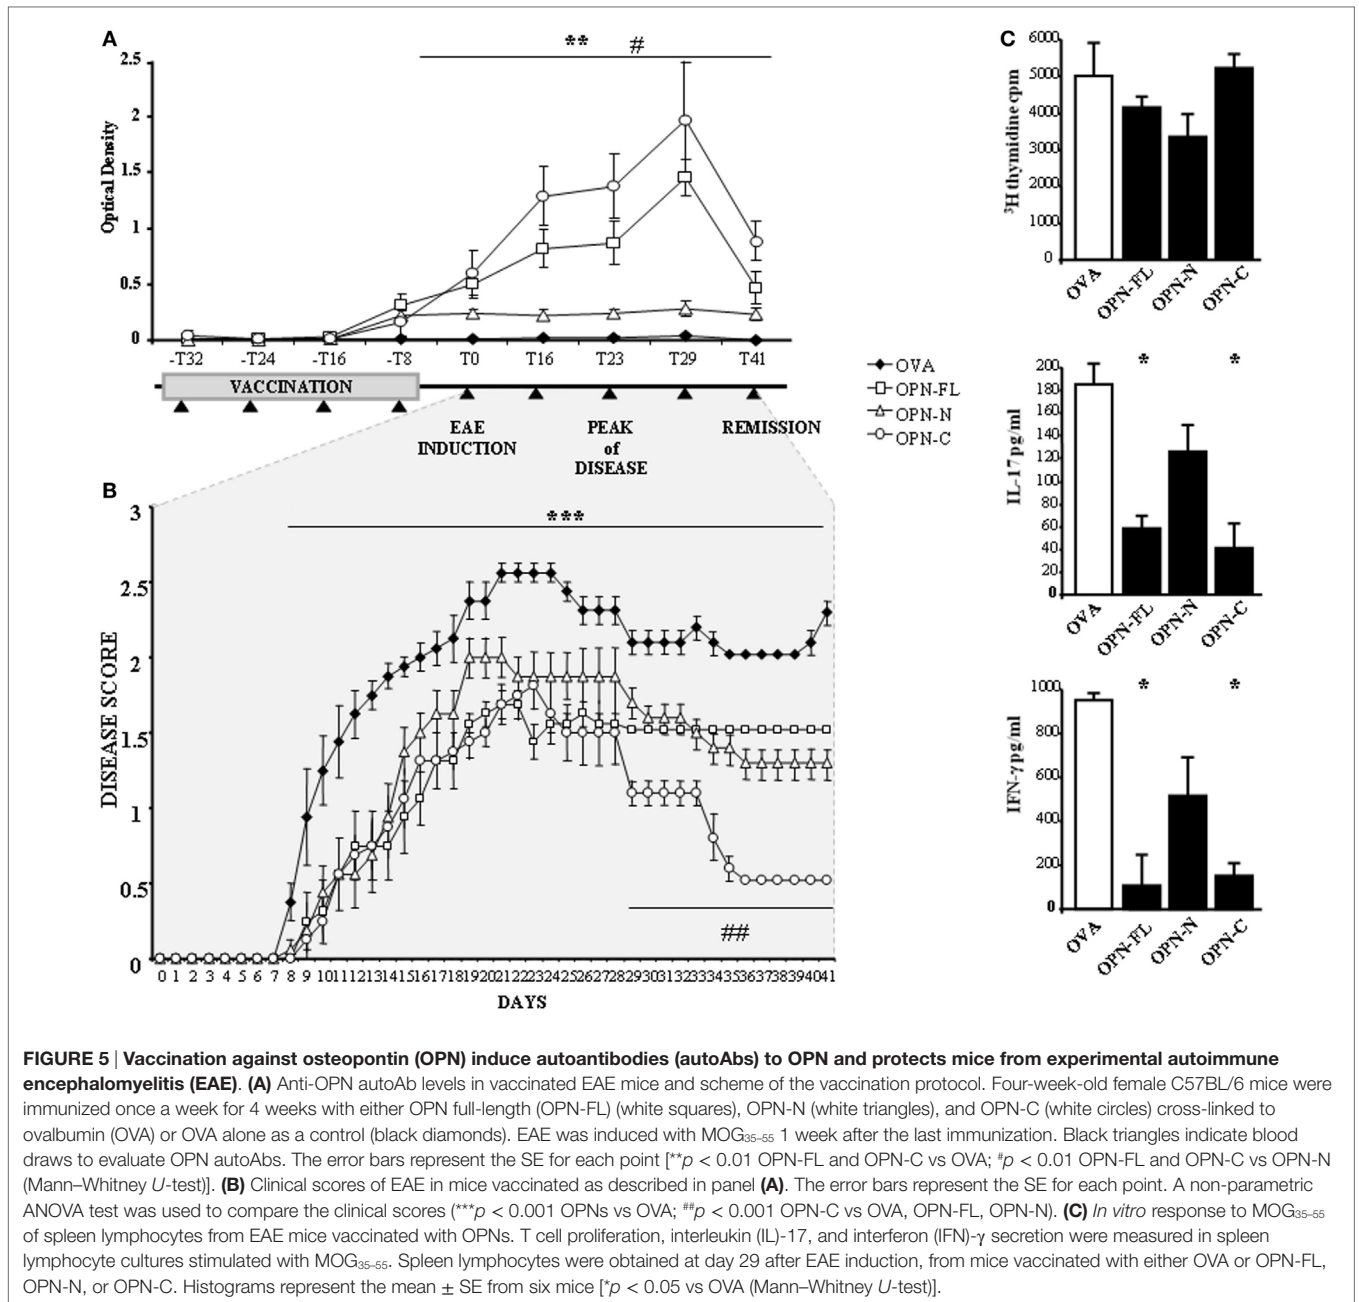 A
** #
2.5
2
1.5
1
0.5
0
Optical Density
-T32 -T24 -T16 -T8 T0 T16 T23 T29 T41
VACCINATION
EAE
INDUCTION
PEAK
of
DISEASE
REMISSION
OVA
OPN-FL
OPN-N
OPN-C
B
***
3
2.5
2
1.5
1
0.5
0
DISEASE SCORE
##
0 1 2 3 4 5 6 7 8 9 10 11 12 13 14 15 16 17 18 19 20 21 22 23 24 25 26 27 28 29 30 31 32 33 34 35 36 37 38 39 40 41
DAYS
C
6000
5000
4000
3000
2000
1000
0
³H thymidine cpm
OVA OPN-FL OPN-N OPN-C
* *
200
180
160
140
120
100
80
60
40
20
0
IL-17 pg/ml
OVA OPN-FL OPN-N OPN-C
* *
1000
800
600
400
200
0
IFN-γ pg/ml
OVA OPN-FL OPN-N OPN-C
FIGURE 5 | Vaccination against osteopontin (OPN) induce autoantibodies (autoAbs) to OPN and protects mice from experimental autoimmune
encephalomyelitis (EAE). (A) Anti-OPN autoAb levels in vaccinated EAE mice and scheme of the vaccination protocol. Four-week-old female C57BL/6 mice were
immunized once a week for 4 weeks with either OPN full-length (OPN-FL) (white squares), OPN-N (white triangles), and OPN-C (white circles) cross-linked to
ovalbumin (OVA) or OVA alone as a control (black diamonds). EAE was induced with MOG₃₅₋₅₅ 1 week after the last immunization. Black triangles indicate blood
draws to evaluate OPN autoAbs. The error bars represent the SE for each point [**p < 0.01 OPN-FL and OPN-C vs OVA; #p < 0.01 OPN-FL and OPN-C vs OPN-N
(Mann–Whitney U-test)]. (B) Clinical scores of EAE in mice vaccinated as described in panel (A). The error bars represent the SE for each point. A non-parametric
ANOVA test was used to compare the clinical scores (***p < 0.001 OPNs vs OVA; ##p < 0.001 OPN-C vs OVA, OPN-FL, OPN-N). (C) In vitro response to MOG₃₅₋₅₅
of spleen lymphocytes from EAE mice vaccinated with OPNs. T cell proliferation, interleukin (IL)-17, and interferon (IFN)-γ secretion were measured in spleen
lymphocyte cultures stimulated with MOG₃₅₋₅₅. Spleen lymphocytes were obtained at day 29 after EAE induction, from mice vaccinated with either OVA or OPN-FL,
OPN-N, or OPN-C. Histograms represent the mean ± SE from six mice [*p < 0.05 vs OVA (Mann–Whitney U-test)].